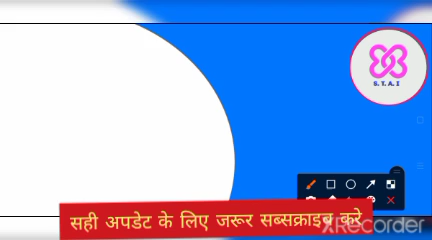 S.T.A.I
सही अपडेट के लिए जरूर सब्सक्राइब करे
XRecorder